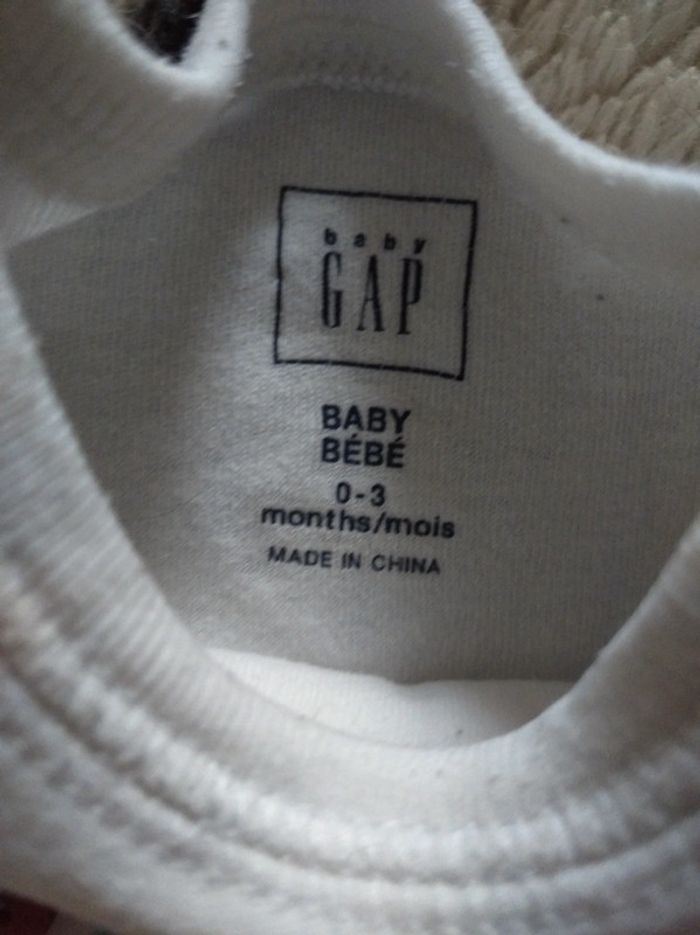 baby
GAP
BABY
BÉBÉ
0-3
months/mois
MADE IN CHINA